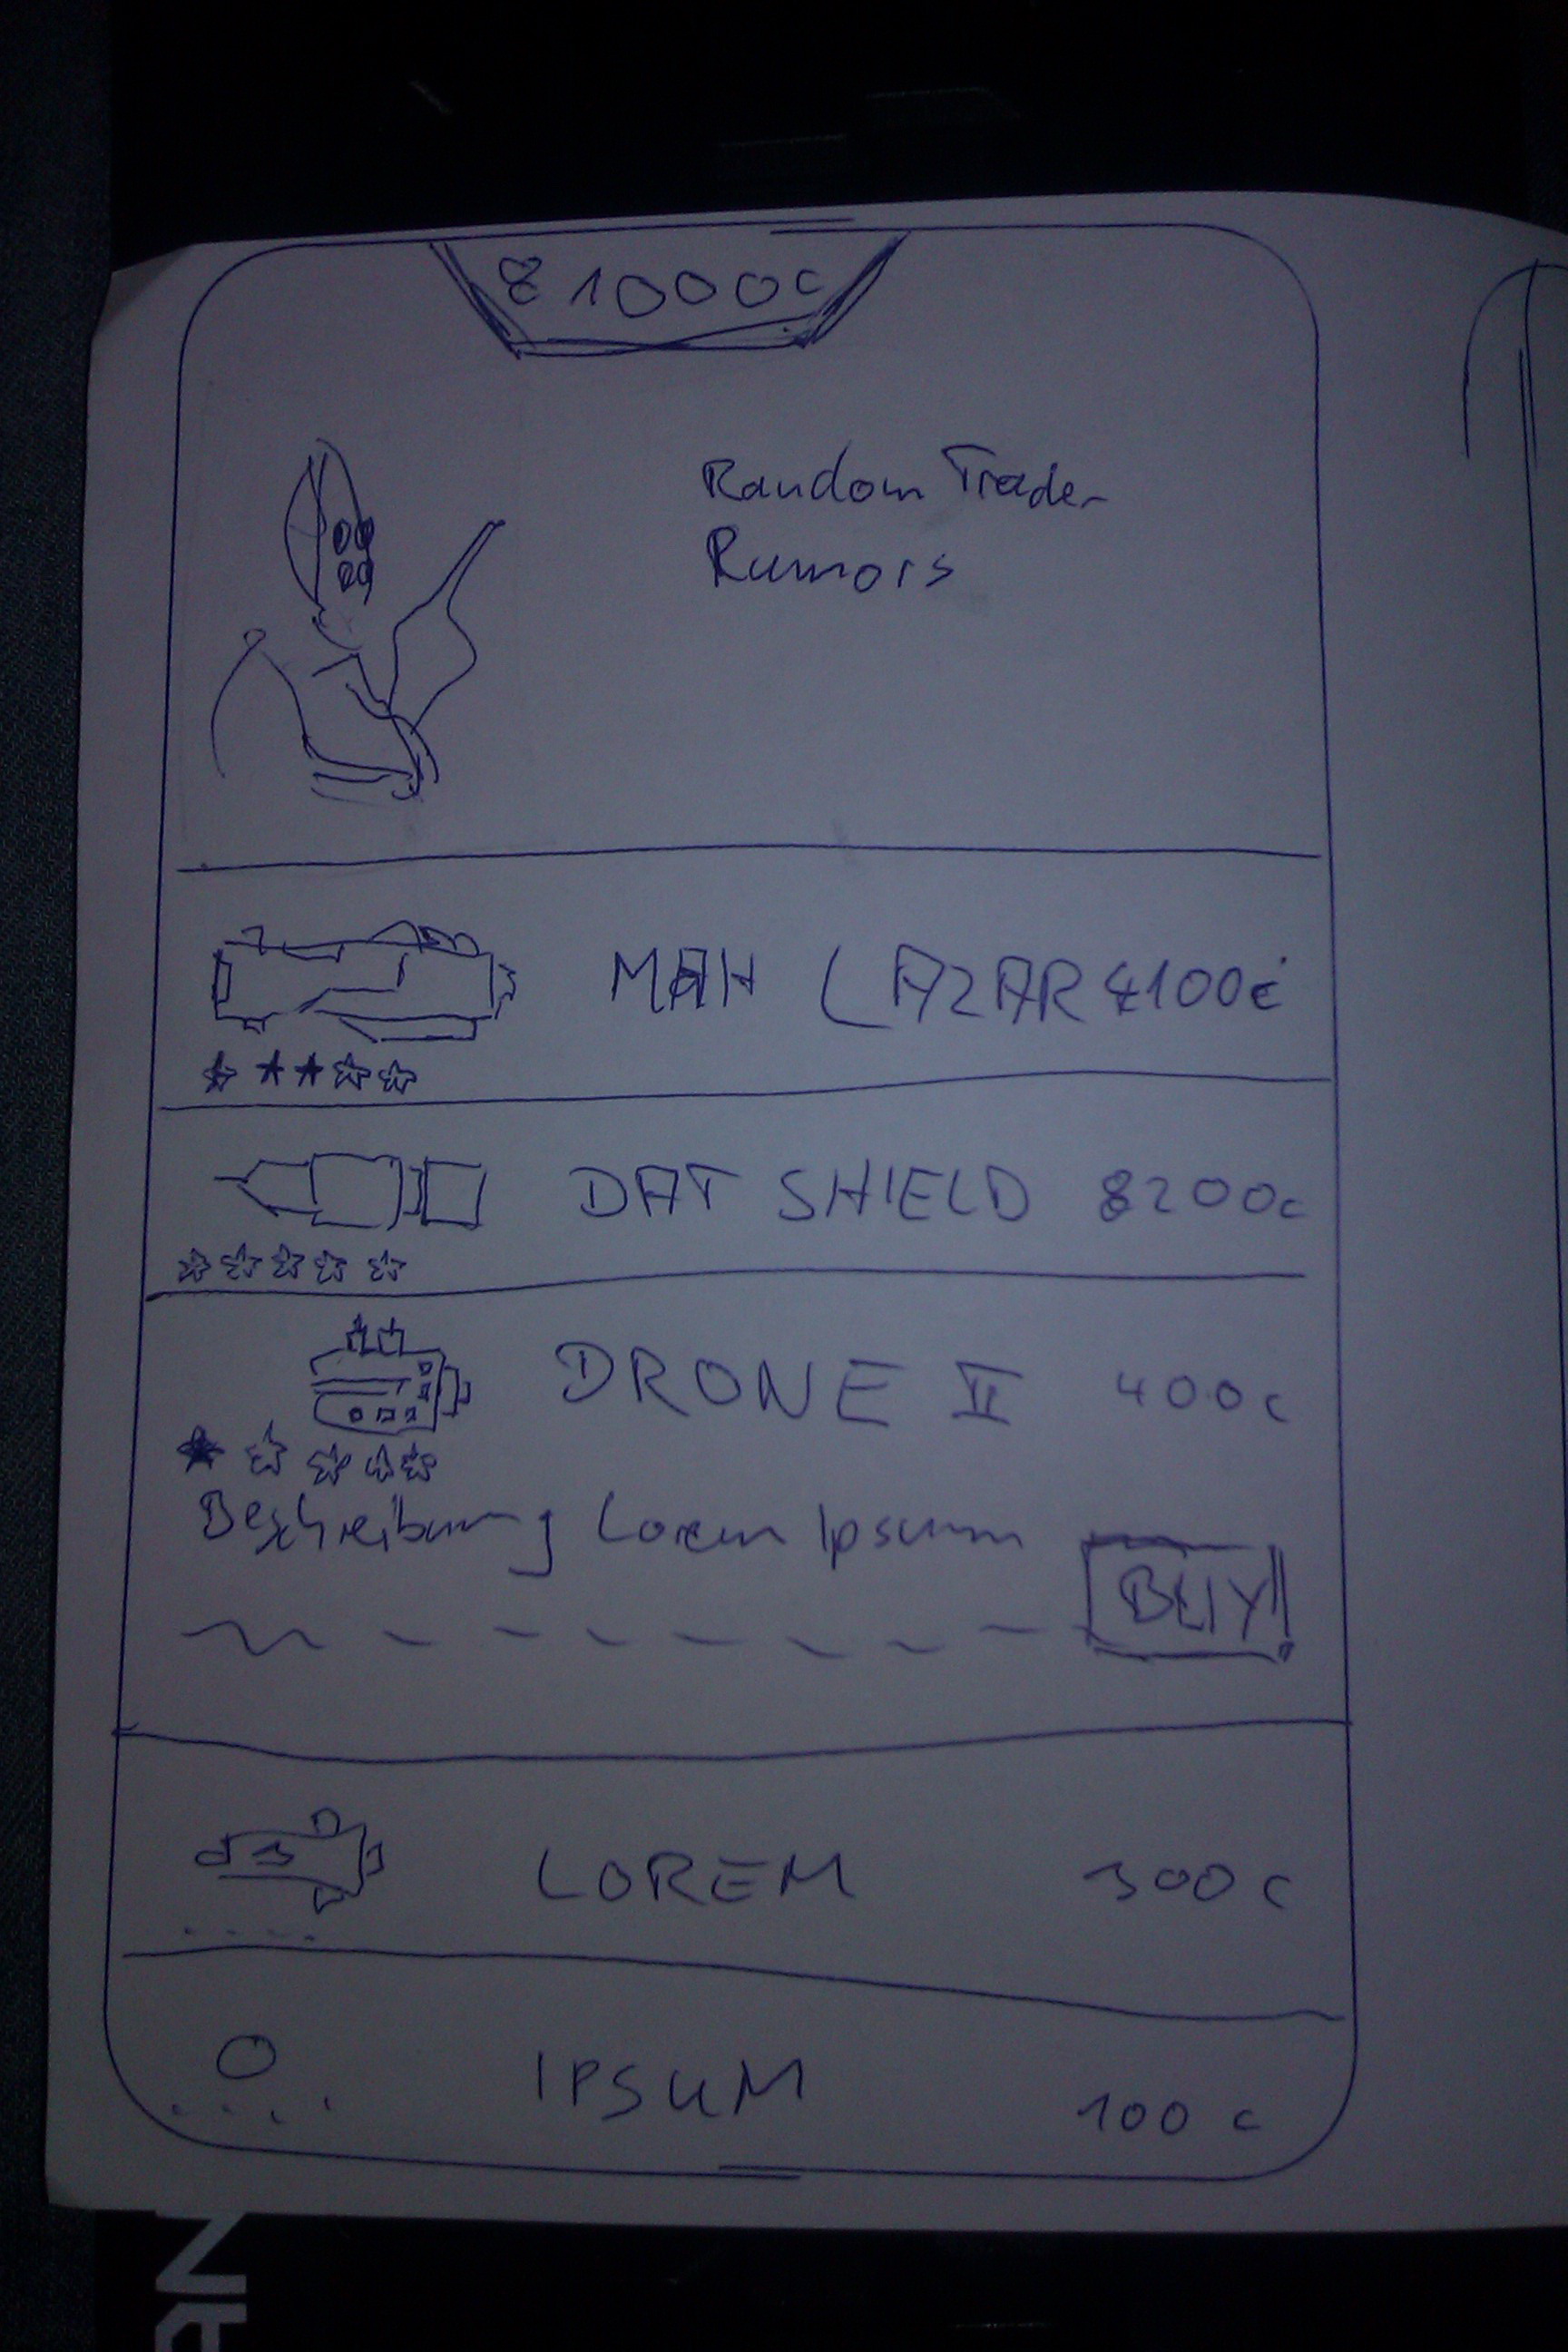 81000c
Random Trader
Rumors
MAH LAZAR 4100c
DAT SHIELD 8200c
DRONE II 400c
Beschreibung Lorem Ipsum
BUY!
LOREM 300c
IPSUM 100c
AN